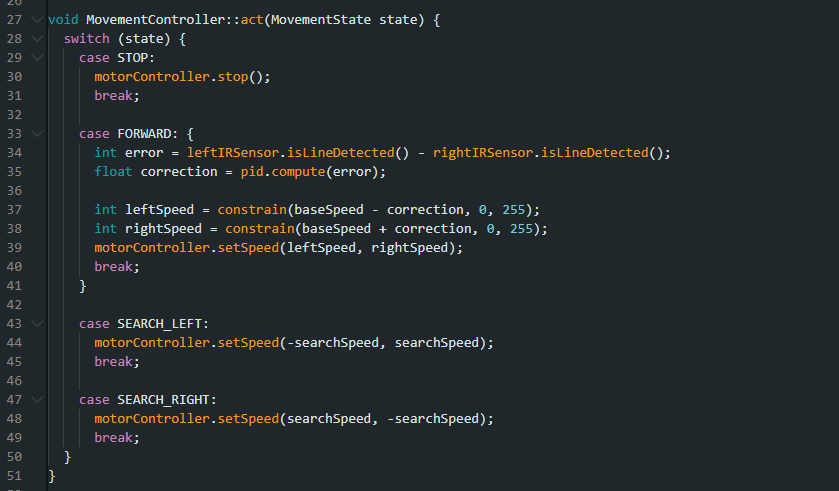 26
27 void MovementController::act(MovementState state) {
28 switch (state) {
29 case STOP:
30 motorController.stop();
31 break;
32
33 case FORWARD: {
34 int error = leftIRSensor.isLineDetected() - rightIRSensor.isLineDetected();
35 float correction = pid.compute(error);
36
37 int leftSpeed = constrain(baseSpeed - correction, 0, 255);
38 int rightSpeed = constrain(baseSpeed + correction, 0, 255);
39 motorController.setSpeed(leftSpeed, rightSpeed);
40 break;
41 }
42
43 case SEARCH_LEFT:
44 motorController.setSpeed(-searchSpeed, searchSpeed);
45 break;
46
47 case SEARCH_RIGHT:
48 motorController.setSpeed(searchSpeed, -searchSpeed);
49 break;
50 }
51 }